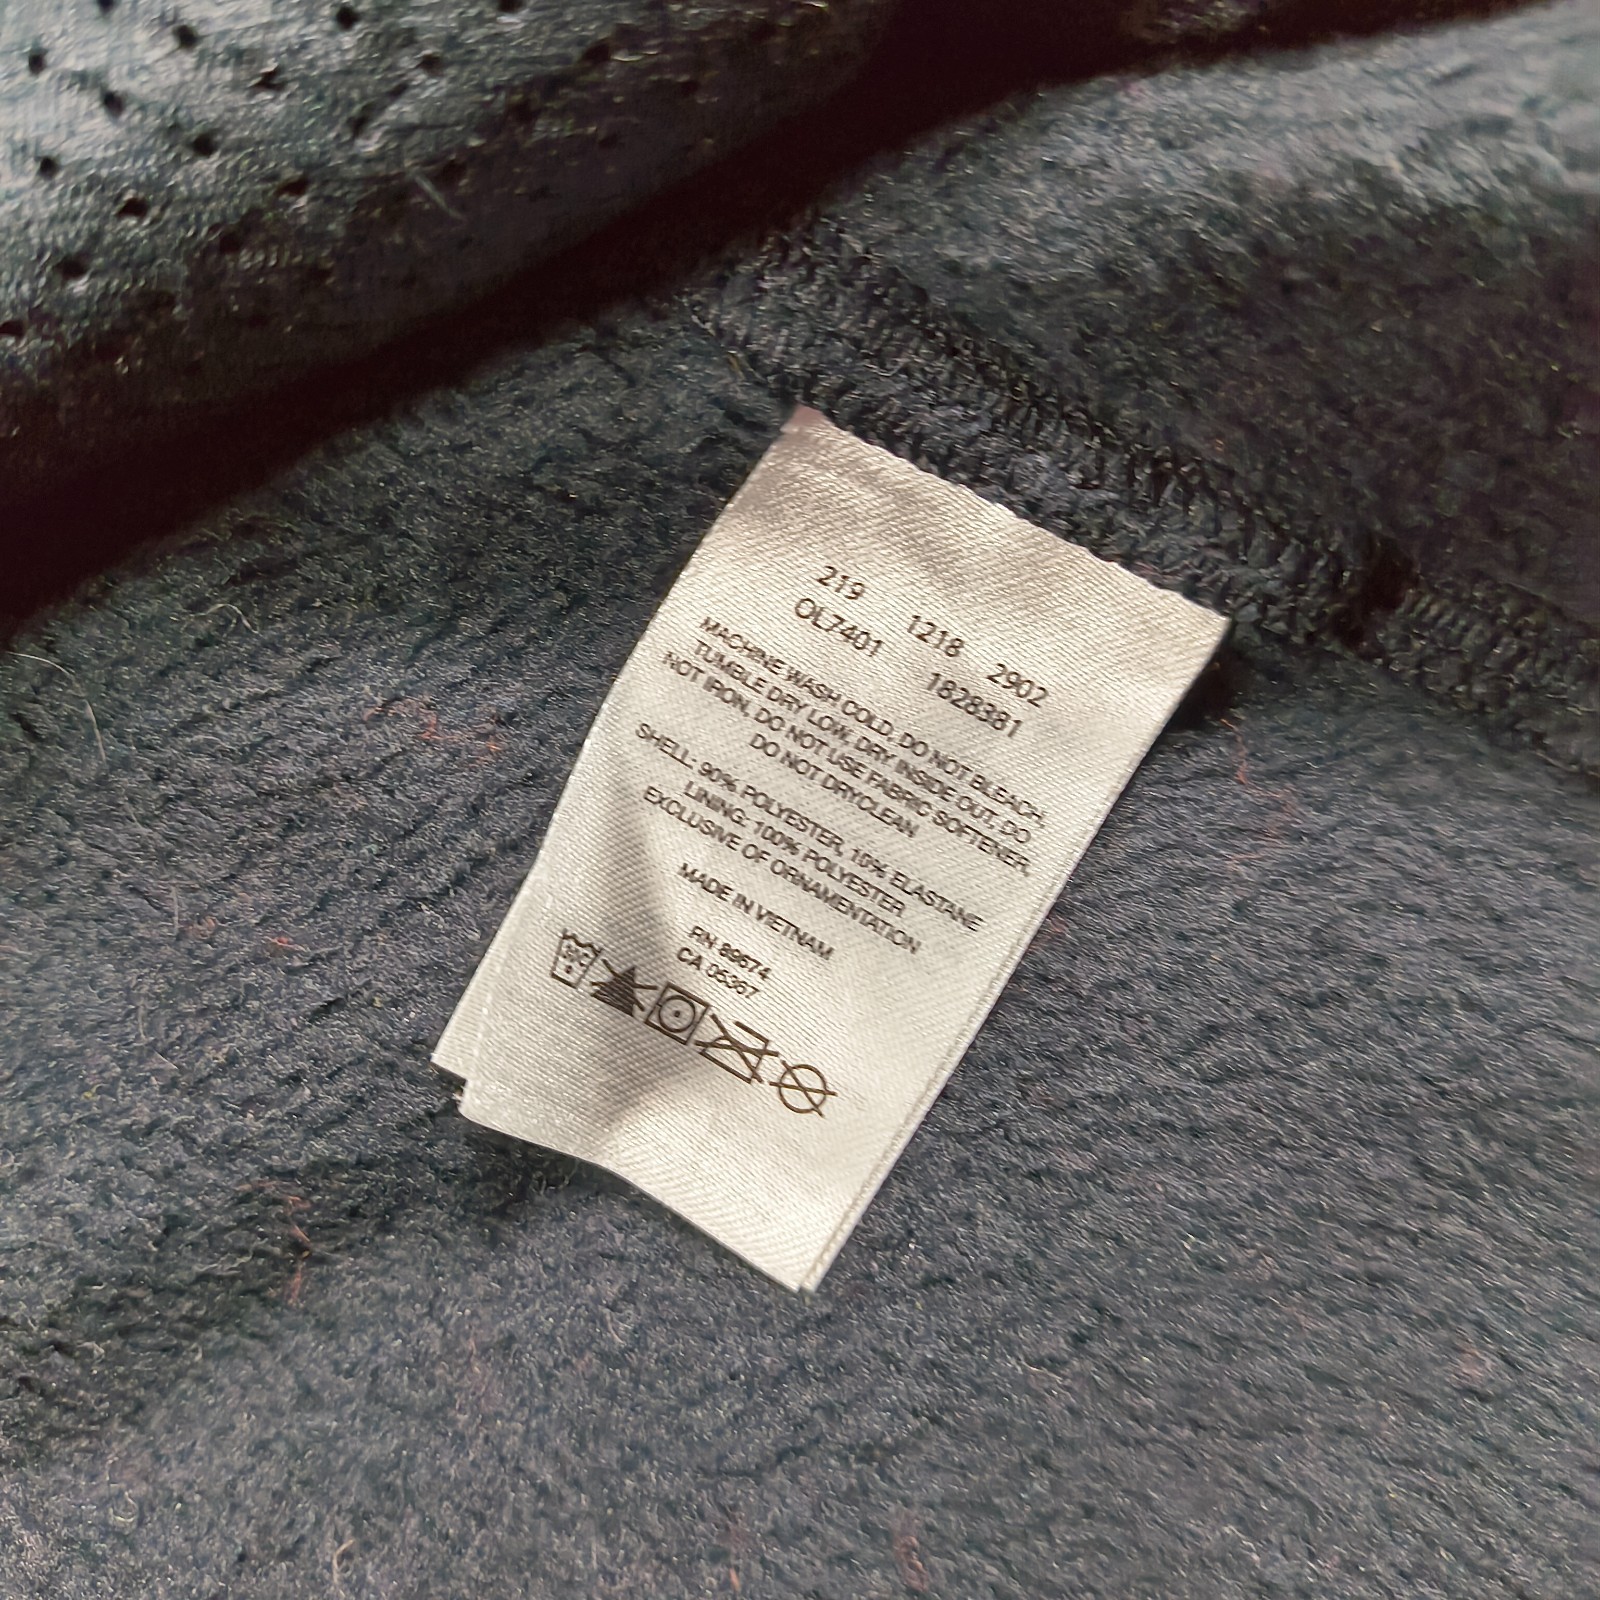 219 1218 2902
OL7401 1828381
MACHINE WASH COLD, DO NOT BLEACH,
TUMBLE DRY LOW, DRY INSIDE OUT, DO
NOT IRON, DO NOT USE FABRIC SOFTENER,
DO NOT DRYCLEAN
SHELL: 90% POLYESTER, 10% ELASTANE
LINING: 100% POLYESTER
EXCLUSIVE OF ORNAMENTATION
MADE IN VIETNAM
RN 89674
CA 05367
30C